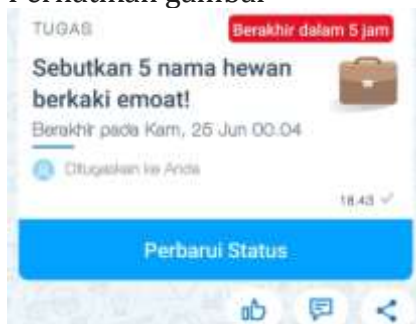 Perhatikan gambar
TUGAS
Berakhir dalam 5 jam
Sebutkan 5 nama hewan
berkaki emoat!
Berakhir pada Kam, 25 Jun 00.04
Ditugaskan ke Anda
18.43
Perbarui Status